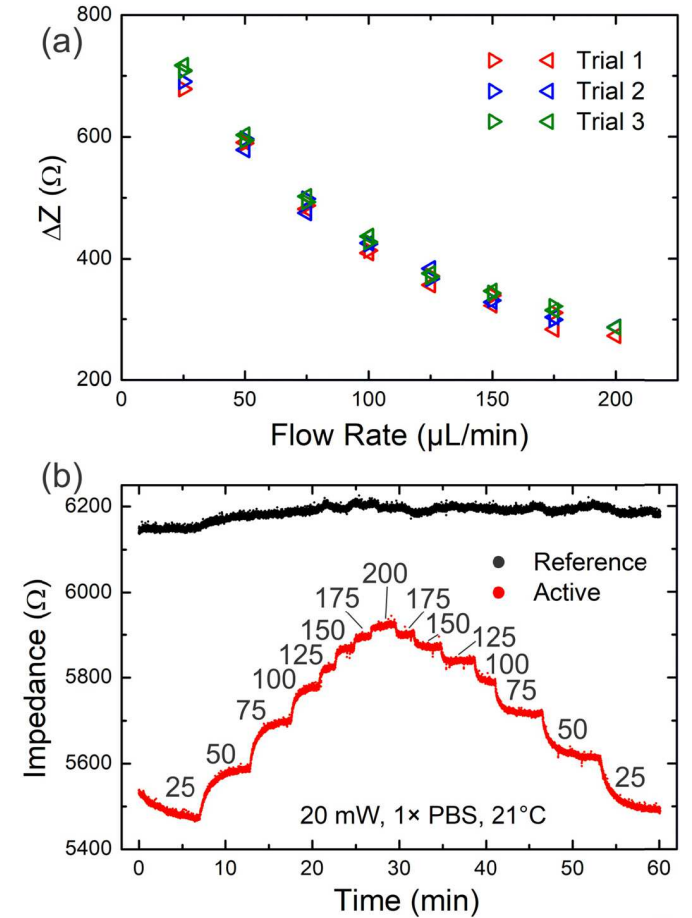 (a)
800
600
400
200
ΔZ (Ω)
Trial 1
Trial 2
Trial 3
0 50 100 150 200
Flow Rate (µL/min)
(b)
6200
6000
5800
5600
5400
Impedance (Ω)
Reference
Active
200
175 175
150 150
125 125
100 100
75 75
50 50
25 25
20 mW, 1× PBS, 21°C
0 10 20 30 40 50 60
Time (min)